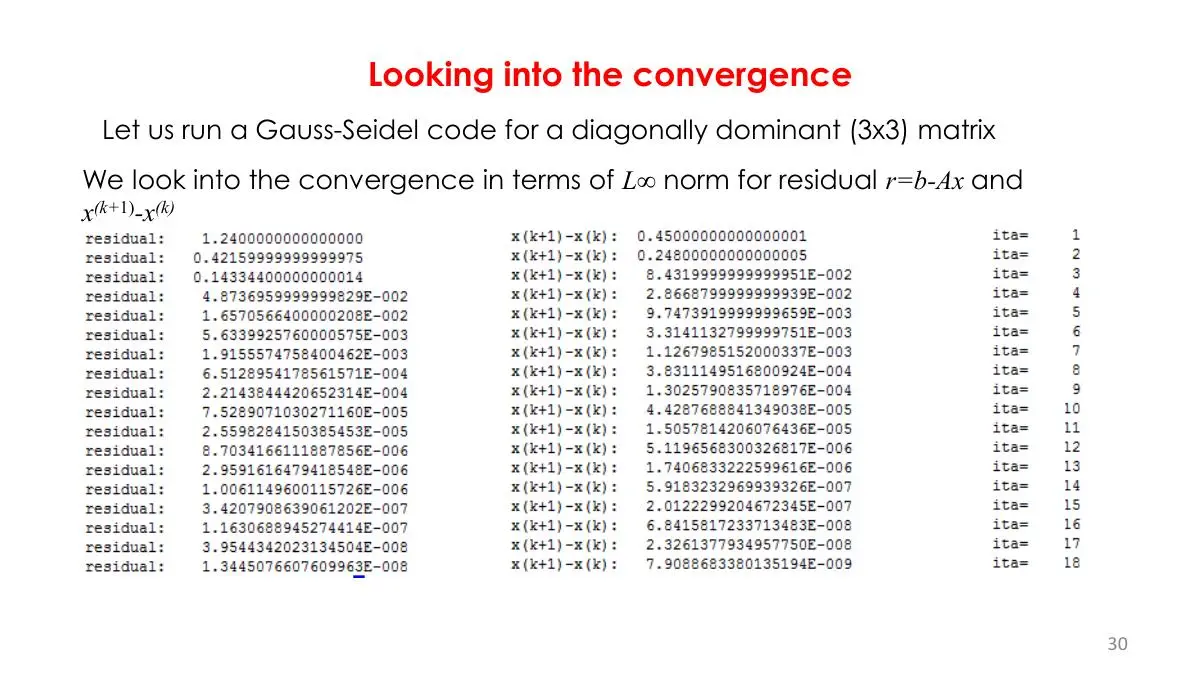 Looking into the convergence
Let us run a Gauss-Seidel code for a diagonally dominant (3x3) matrix
We look into the convergence in terms of L∞ norm for residual r=b-Ax and
x(k+1)-x(k)
residual: 1.2400000000000000 x(k+1)-x(k): 0.45000000000000001 ita= 1
residual: 0.42159999999999975 x(k+1)-x(k): 0.24800000000000005 ita= 2
residual: 0.14334400000000014 x(k+1)-x(k): 8.4319999999999951E-002 ita= 3
residual: 4.8736959999999829E-002 x(k+1)-x(k): 2.8668799999999939E-002 ita= 4
residual: 1.6570566400000208E-002 x(k+1)-x(k): 9.7473919999999659E-003 ita= 5
residual: 5.6339925760000575E-003 x(k+1)-x(k): 3.3141132799999751E-003 ita= 6
residual: 1.9155574758400462E-003 x(k+1)-x(k): 1.1267985152000337E-003 ita= 7
residual: 6.5128954178561571E-004 x(k+1)-x(k): 3.8311149516800924E-004 ita= 8
residual: 2.2143844420652314E-004 x(k+1)-x(k): 1.3025790835718976E-004 ita= 9
residual: 7.5289071030271160E-005 x(k+1)-x(k): 4.4287688841349038E-005 ita= 10
residual: 2.5598284150385453E-005 x(k+1)-x(k): 1.5057814206076436E-005 ita= 11
residual: 8.7034166111887856E-006 x(k+1)-x(k): 5.1196568300326817E-006 ita= 12
residual: 2.9591616479418548E-006 x(k+1)-x(k): 1.7406833222599616E-006 ita= 13
residual: 1.0061149600115726E-006 x(k+1)-x(k): 5.9183232969939326E-007 ita= 14
residual: 3.4207908639061202E-007 x(k+1)-x(k): 2.0122299204672345E-007 ita= 15
residual: 1.1630688945274414E-007 x(k+1)-x(k): 6.8415817233713483E-008 ita= 16
residual: 3.9544342023134504E-008 x(k+1)-x(k): 2.3261377934957750E-008 ita= 17
residual: 1.3445076607609963E-008 x(k+1)-x(k): 7.9088683380135194E-009 ita= 18
30